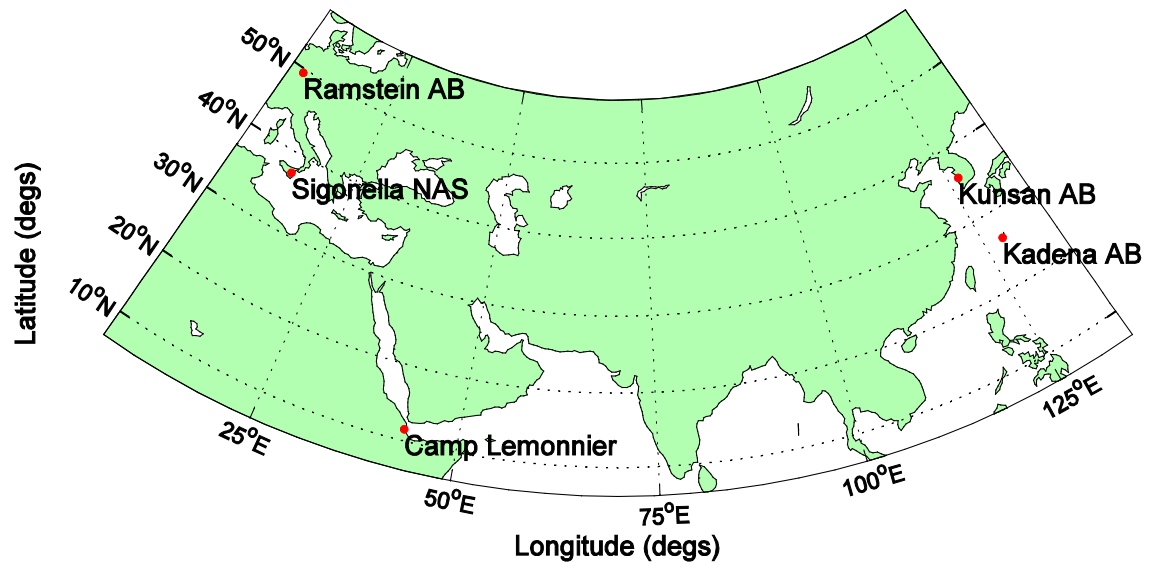 50°N
Ramstein AB
40°N
30°N
Sigonella NAS
Kunsan AB
20°N
Kadena AB
10°N
Latitude (degs)
125°E
25°E
Camp Lemonnier
50°E
100°E
75°E
Longitude (degs)